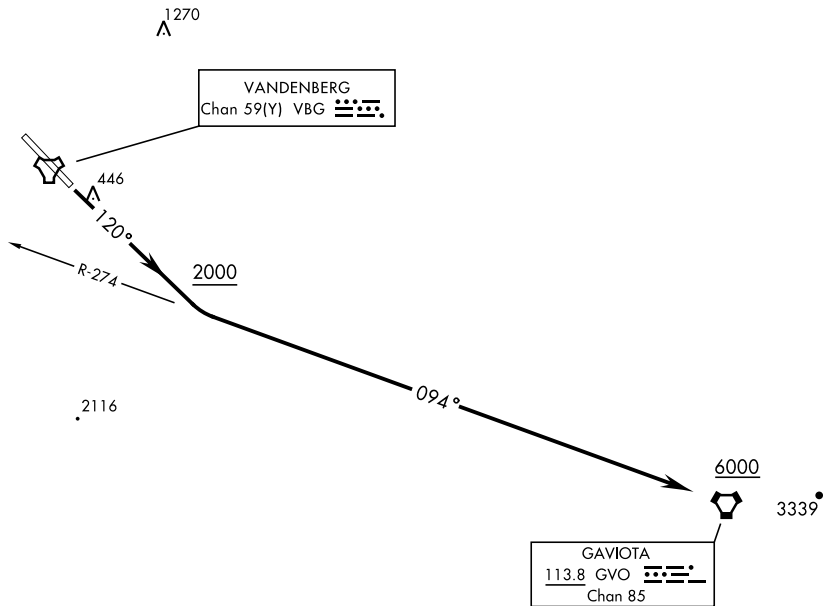 1270
VANDENBERG
Chan 59(Y) VBG
446
120°
R-274
2000
2116
094°
6000
3339
GAVIOTA
113.8 GVO
Chan 85